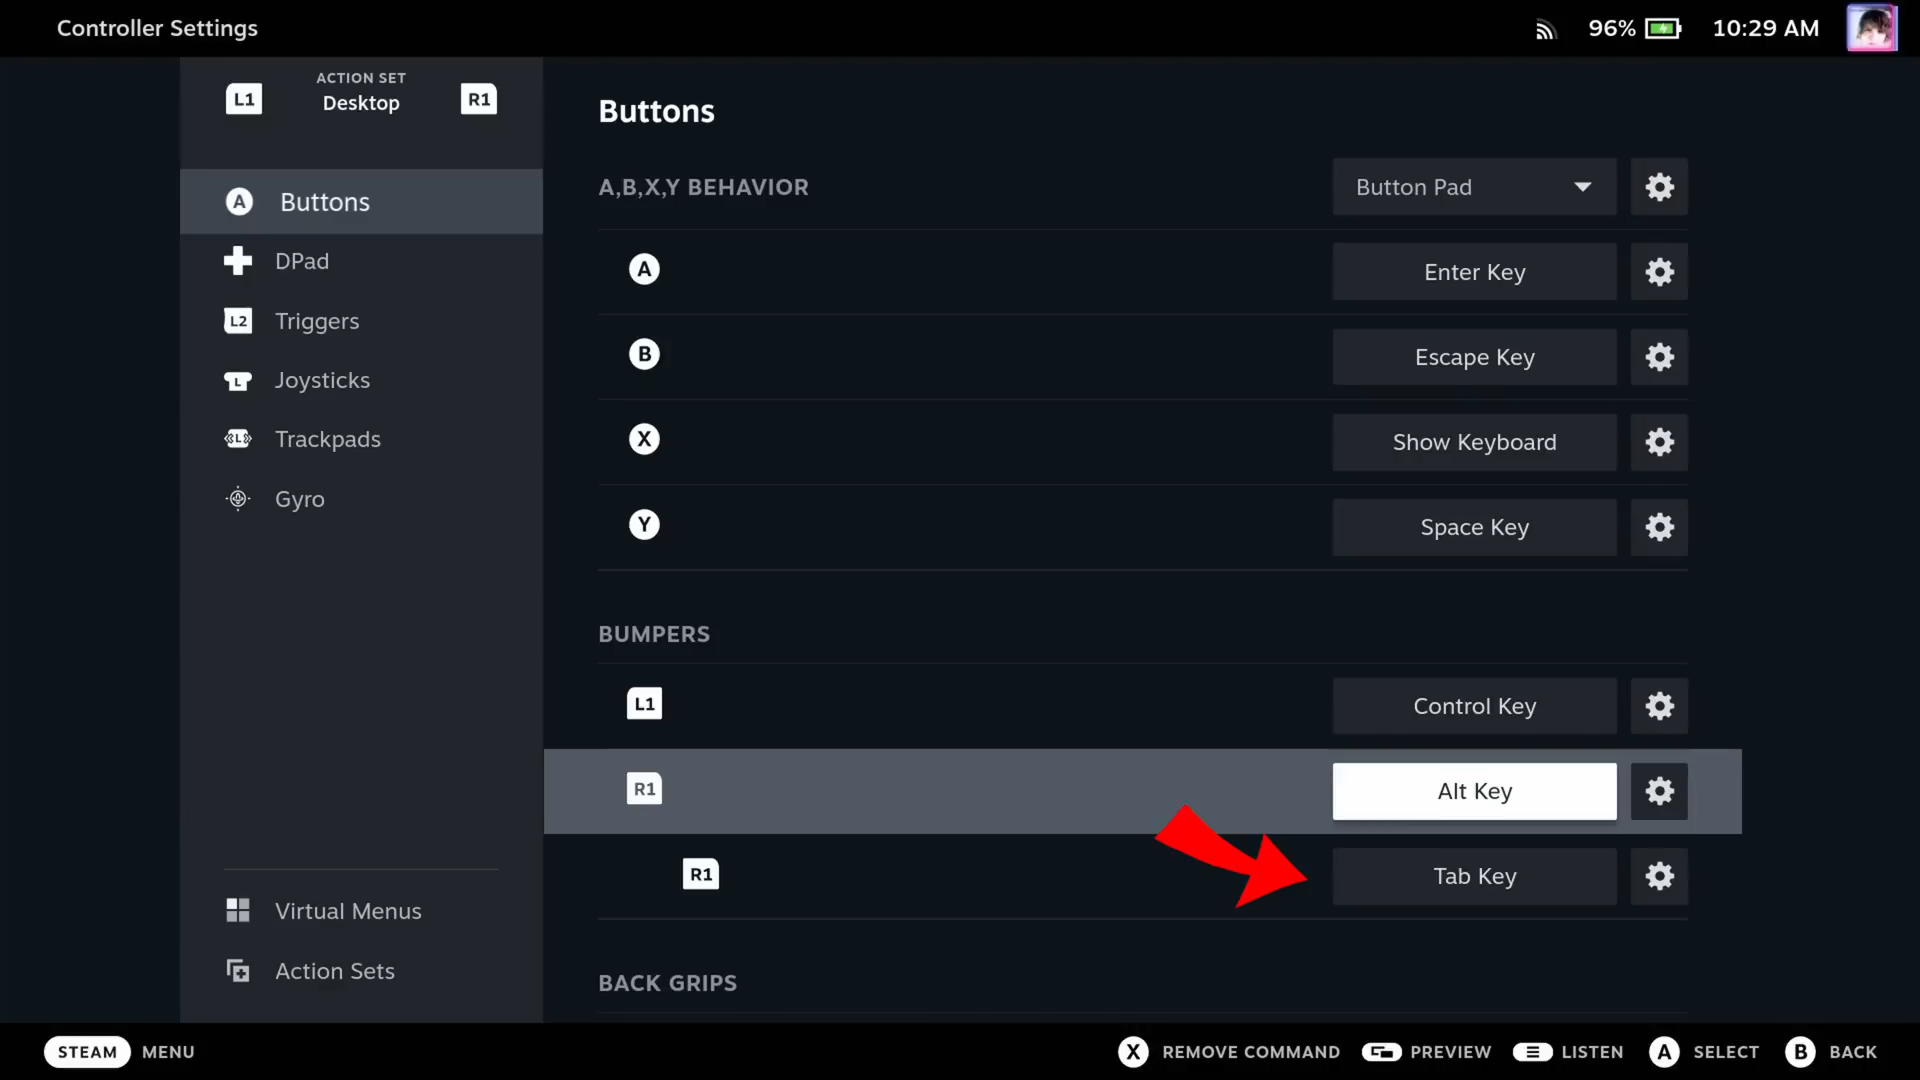 Controller Settings
96%
10:29 AM
L1
ACTION SET
Desktop
R1
A
Buttons
DPad
L2
Triggers
L
Joysticks
L
Trackpads
Gyro
Virtual Menus
Action Sets
Buttons
A,B,X,Y BEHAVIOR
Button Pad
A
Enter Key
B
Escape Key
X
Show Keyboard
Y
Space Key
BUMPERS
L1
Control Key
R1
Alt Key
R1
Tab Key
BACK GRIPS
STEAM MENU
X REMOVE COMMAND
PREVIEW
LISTEN
A SELECT
B BACK